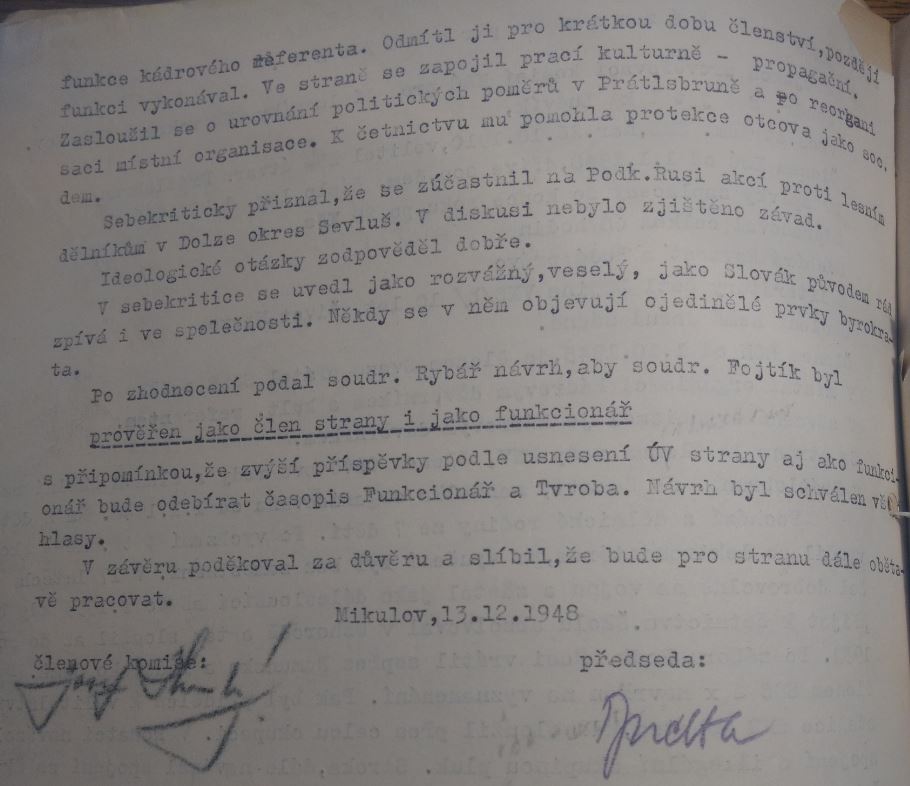 funkce kádrového referenta. Odmítl ji pro krátkou dobu členství,později
funkci vykonával. Ve straně se zapojil prací kulturně - propagační.
Zasloužil se o urovnání politických poměrů v Prátlsbruně a po reorgani
saci místní organisace. K četnictvu mu pomohla protekce otcova jako soc.
dem.
Sebekriticky přiznal,že se zúčastnil na Podk.Rusi akcí proti lesním
dělníkům v Dolze okres Sevluš. V diskusi nebylo zjištěno závad.
Ideologické otázky zodpověděl dobře.
V sebekritice se uvedl jako rozvážný,veselý, jako Slovák původem rád
zpívá i ve společnosti. Někdy se v něm objevují ojedinělé prvky byrokra-
ta.
Po zhodnocení podal soudr. Rybář návrh,aby soudr. Fojtík byl
prověřen jako člen strany i jako funkcionář
s připomínkou,že zvýší příspěvky podle usnesení ÚV strany aj ako funkci-
onář bude odebírat časopis Funkcionář a Tvroba. Návrh byl schválen
hlasy.
V závěru poděkoval za důvěru a slíbil,že bude pro stranu dále oběta-
vě pracovat.
Mikulov,13.12.1948
členové komise:
předseda: